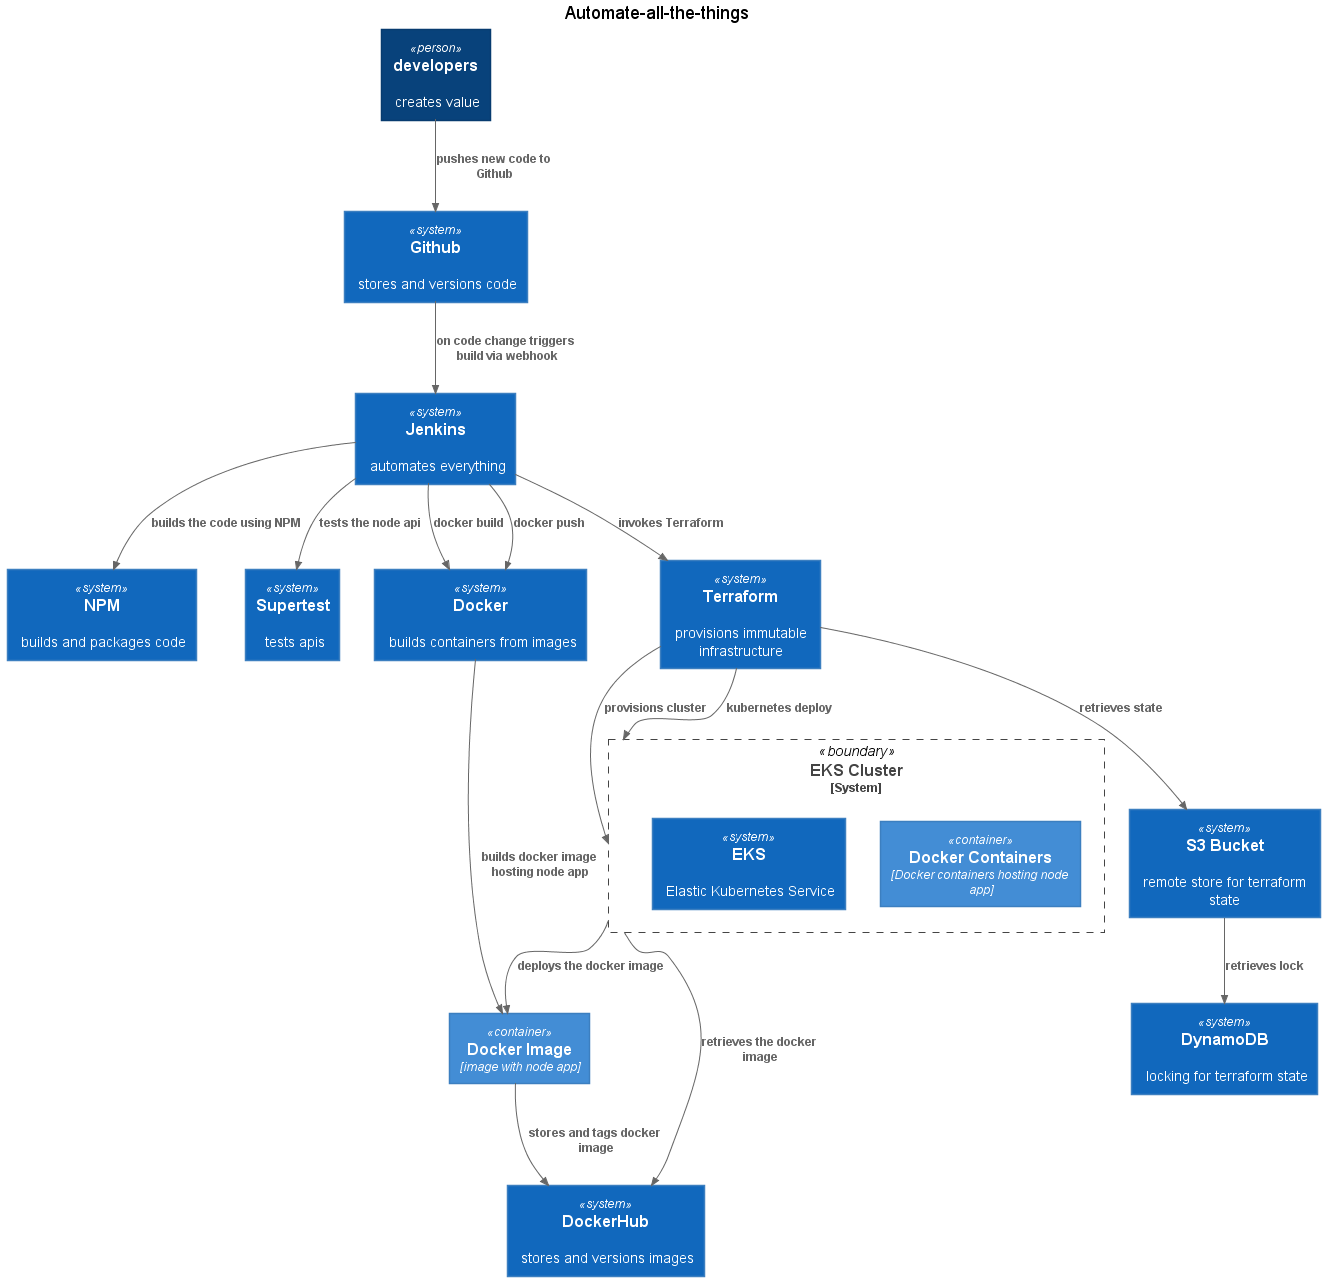 Automate-all-the-things
«person»
developers
creates value
pushes new code to
Github
«system»
Github
stores and versions code
on code change triggers
build via webhook
«system»
Jenkins
automates everything
builds the code using NPM
tests the node api
docker build
docker push
invokes Terraform
«system»
NPM
builds and packages code
«system»
Supertest
tests apis
«system»
Docker
builds containers from images
«system»
Terraform
provisions immutable
infrastructure
provisions cluster
kubernetes deploy
retrieves state
«boundary»
EKS Cluster
[System]
«system»
EKS
Elastic Kubernetes Service
«container»
Docker Containers
[Docker containers hosting node
app]
«system»
S3 Bucket
remote store for terraform
state
builds docker image
hosting node app
deploys the docker image
retrieves lock
«container»
Docker Image
[image with node app]
retrieves the docker
image
«system»
DynamoDB
locking for terraform state
stores and tags docker
image
«system»
DockerHub
stores and versions images